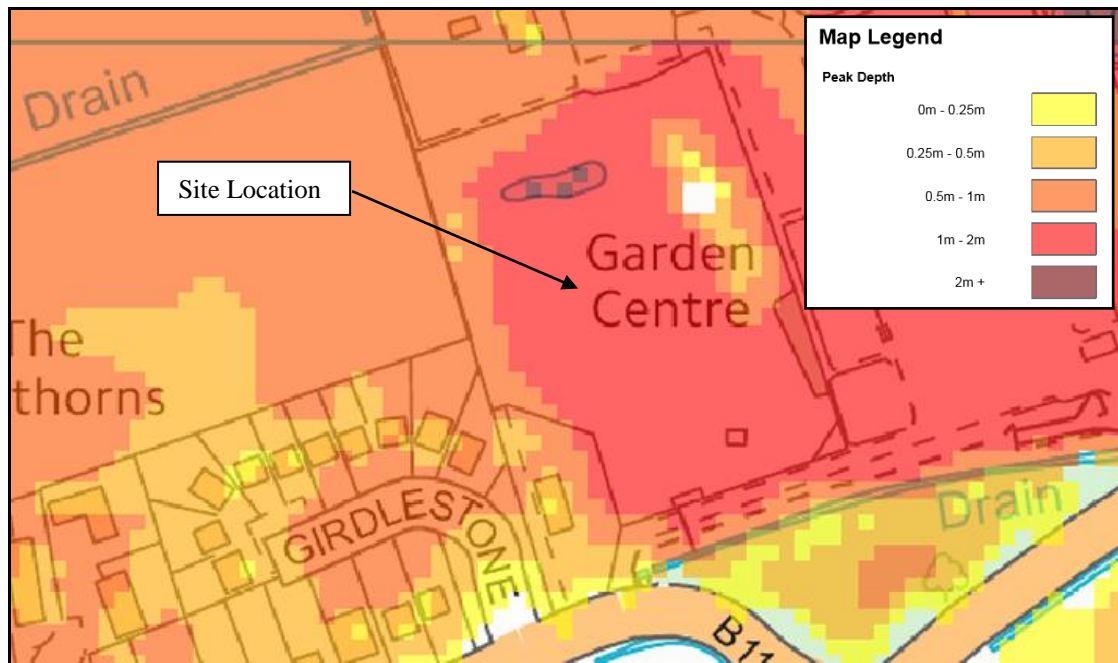 Drain
Site Location
Garden
Centre
The
thorns
GIRDLESTONE
Drain
B11
Map Legend
Peak Depth
0m - 0.25m
0.25m - 0.5m
0.5m - 1m
1m - 2m
2m +